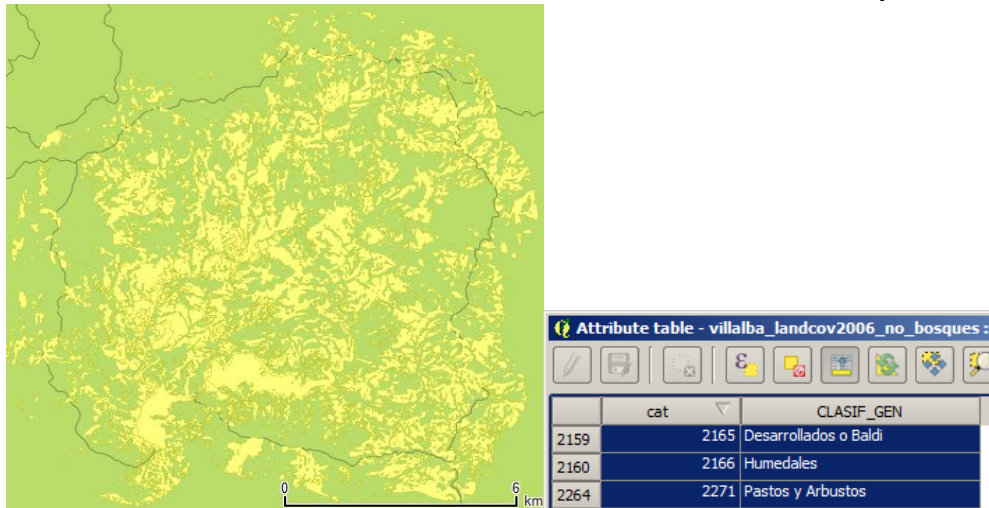 0 6
km
Attribute table - villalba_landcov2006_no_bosques :
ε
cat CLASIF_GEN
2159 2165 Desarrollados o Baldi
2160 2166 Humedales
2264 2271 Pastos y Arbustos